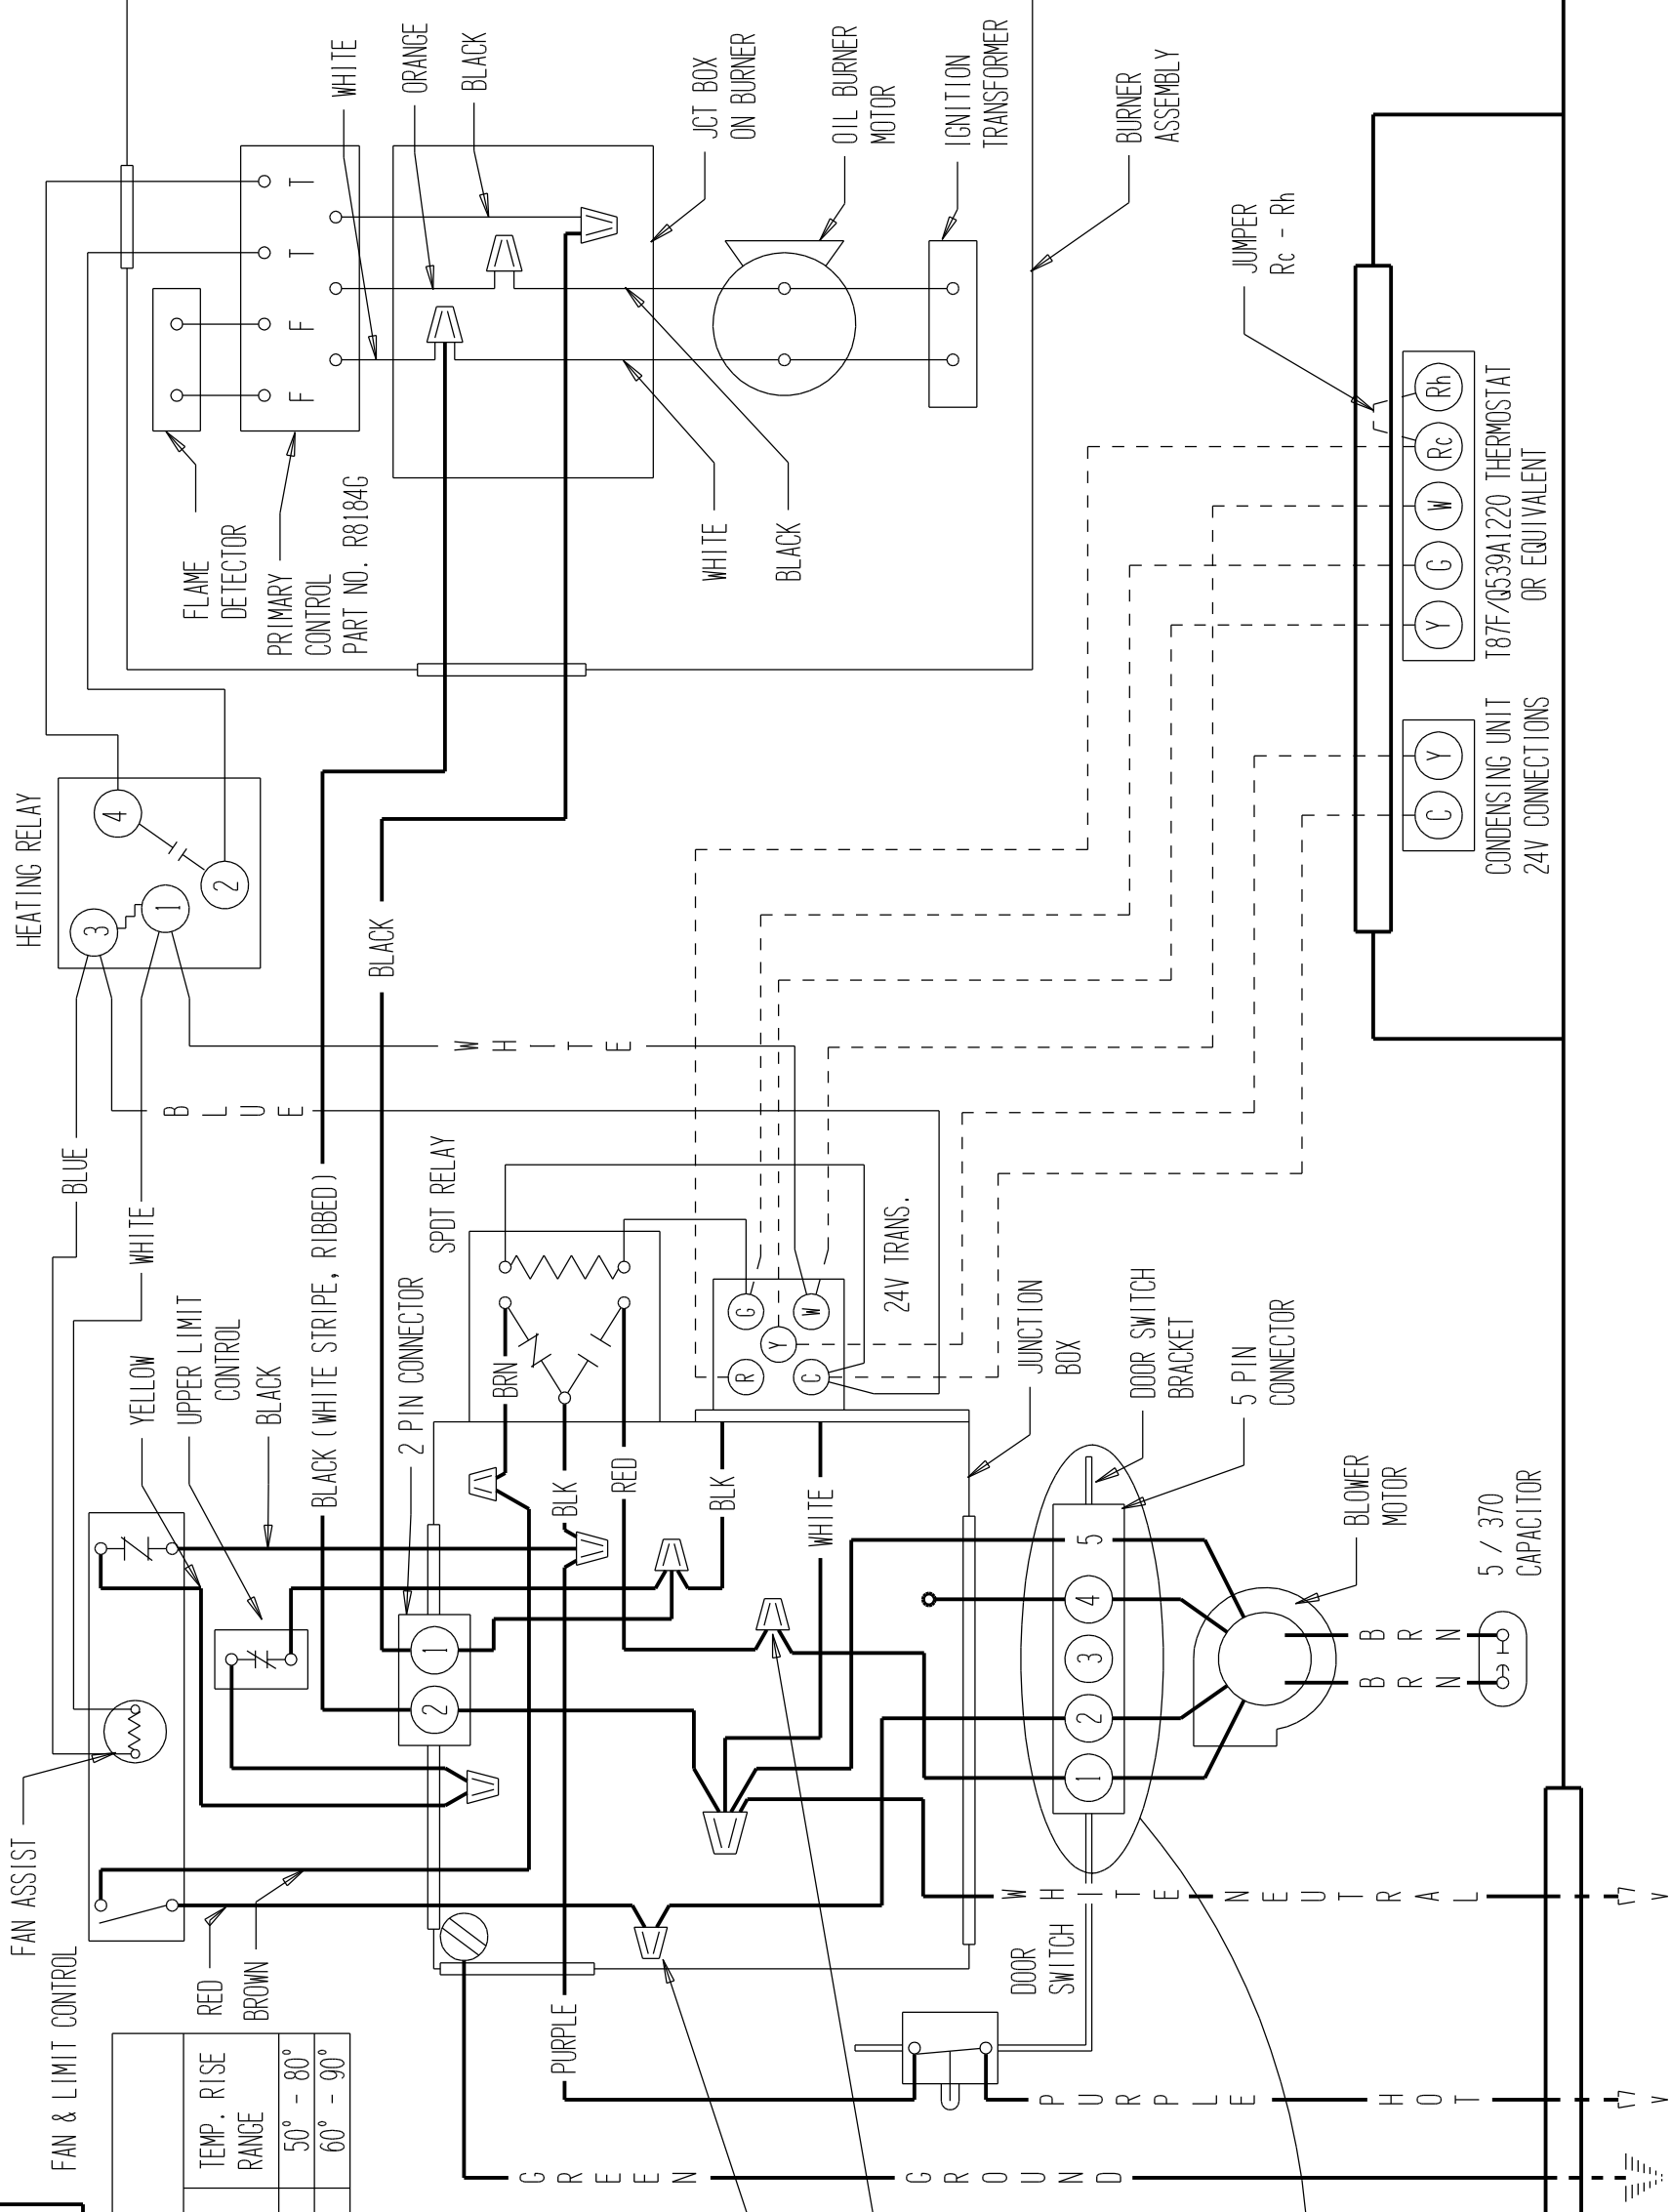 HEATING RELAY
4
3
1
2
WHITE
ORANGE
BLACK
JCT BOX
ON BURNER
OIL BURNER
MOTOR
IGNITION
TRANSFORMER
BURNER
ASSEMBLY
T
T
F
F
FLAME
DETECTOR
PRIMARY
CONTROL
PART NO. R8184G
WHITE
BLACK
JUMPER
Rc - Rh
Rh
Rc
W
G
Y
T87F/Q539A1220 THERMOSTAT
OR EQUIVALENT
Y
C
CONDENSING UNIT
24V CONNECTIONS
BLACK
WHITE
BLUE
BLUE
WHITE
BLACK (WHITE STRIPE, RIBBED)
SPDT RELAY
2 PIN CONNECTOR
24V TRANS.
G
W
Y
R
C
BRN
BLK
RED
BLK
WHITE
YELLOW
UPPER LIMIT
CONTROL
BLACK
1
2
JUNCTION
BOX
DOOR SWITCH
BRACKET
5 PIN
CONNECTOR
5
4
3
2
1
BLOWER
MOTOR
5 / 370
CAPACITOR
BRN
BRN
FAN ASSIST
FAN & LIMIT CONTROL
RED
BROWN
TEMP. RISE
RANGE
50° - 80°
60° - 90°
PURPLE
DOOR
SWITCH
WHITE NEUTRAL
PURPLE HOT
GREEN GROUND